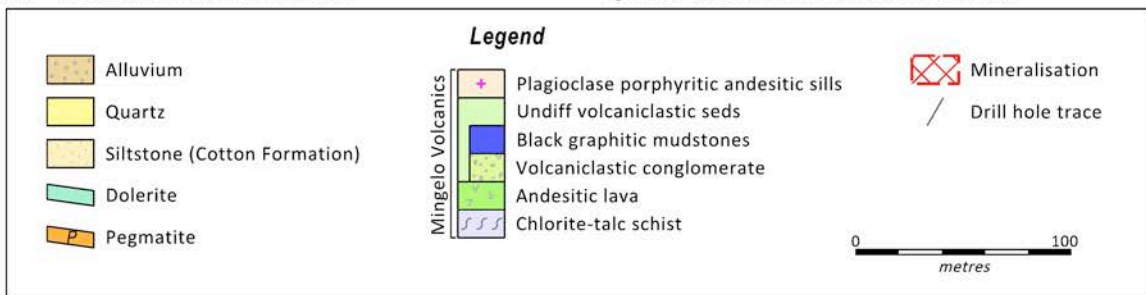 Legend
Alluvium
Quartz
Siltstone (Cotton Formation)
Dolerite
P Pegmatite
Mingelo Volcanics
Plagioclase porphyritic andesitic sills
Undiff volcaniclastic seds
Black graphitic mudstones
Volcaniclastic conglomerate
Andesitic lava
Chlorite-talc schist
Mineralisation
Drill hole trace
0 100
metres